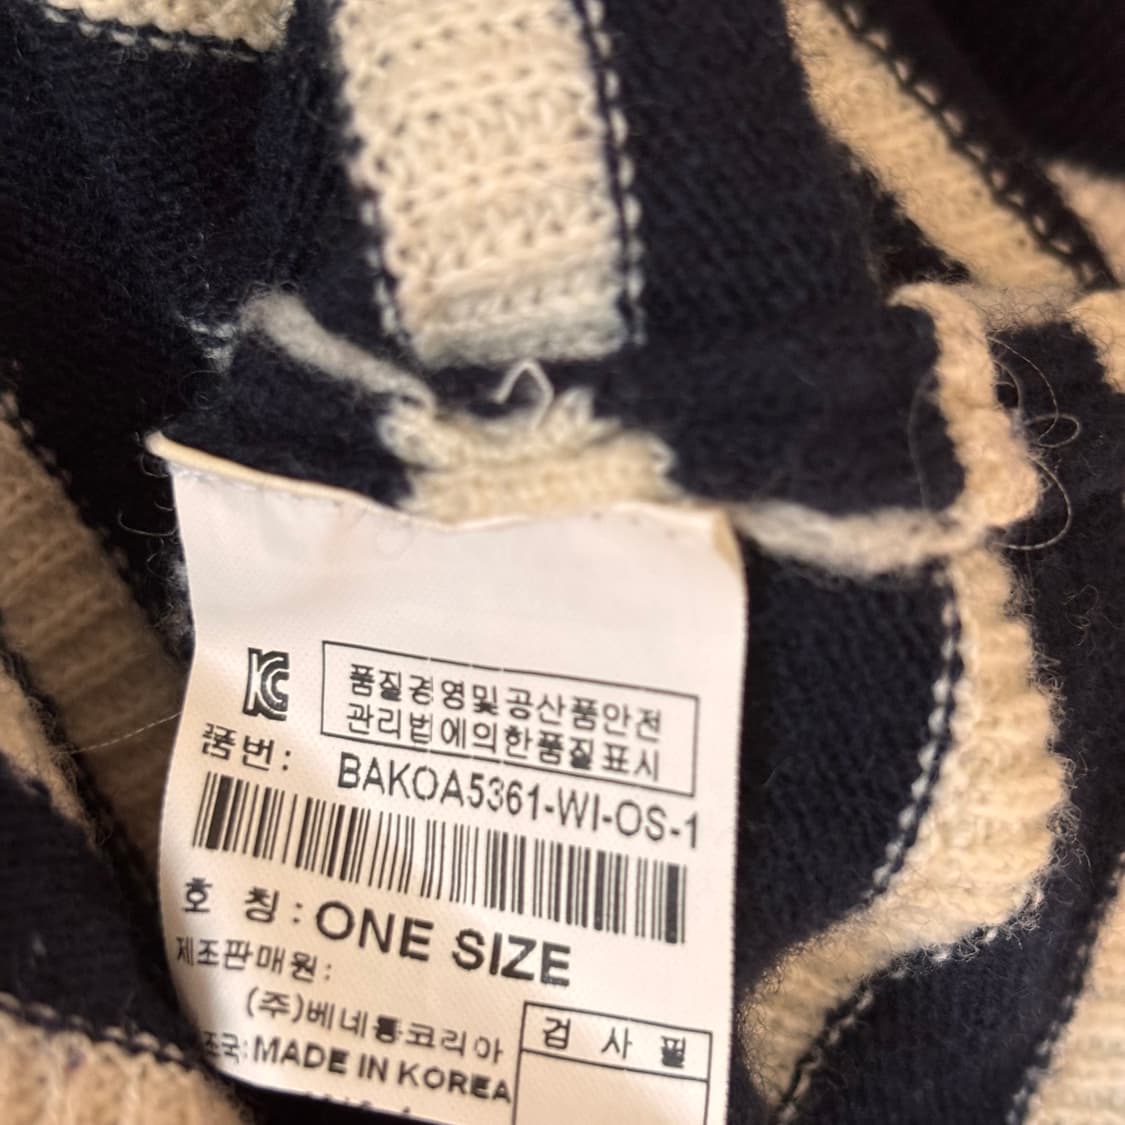 KC
품질경영및공산품안전
관리법에의한품질표시
품번: BAKOA5361-WI-OS-1
호 칭: ONE SIZE
제조판매원:
(주)베네통코리아
조국: MADE IN KOREA
검 사 필